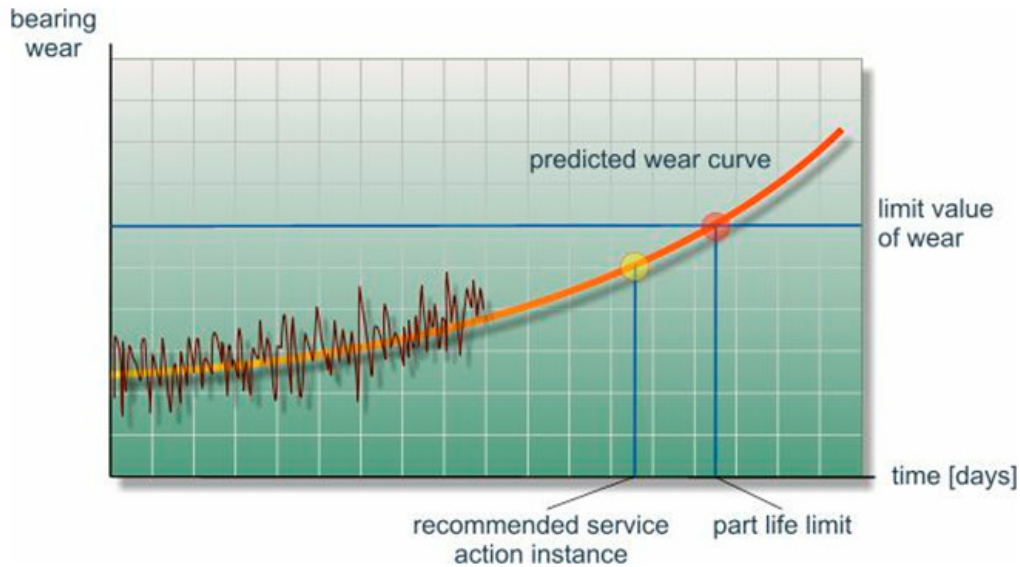 bearing
wear
predicted wear curve
limit value
of wear
time [days]
recommended service
action instance
part life limit